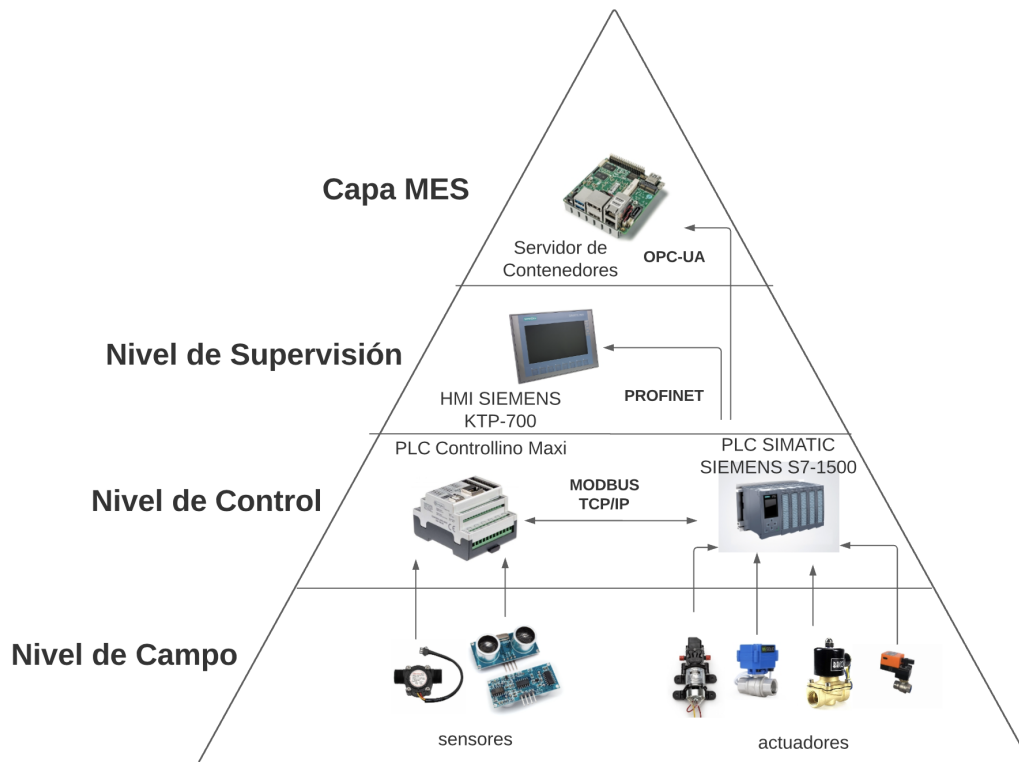 Capa MES
Servidor de
Contenedores
OPC-UA
Nivel de Supervisión
HMI SIEMENS
KTP-700
PROFINET
PLC Controllino Maxi
PLC SIMATIC
SIEMENS S7-1500
Nivel de Control
MODBUS
TCP/IP
Nivel de Campo
sensores
actuadores